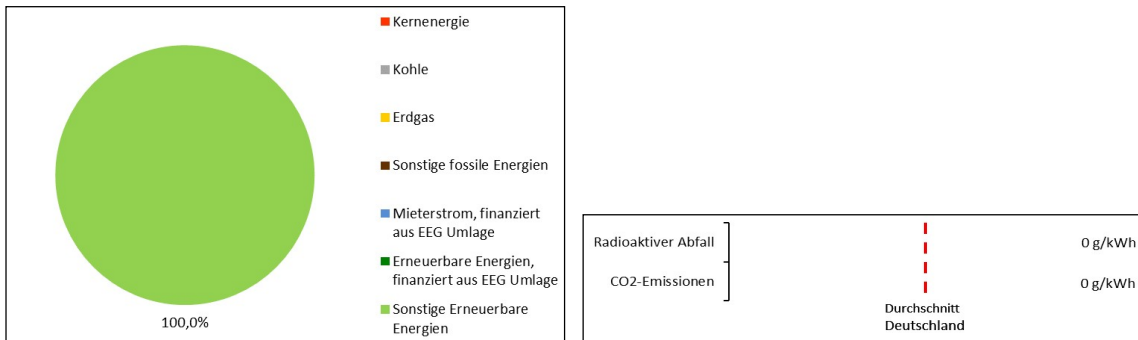 Kernenergie
Kohle
Erdgas
Sonstige fossile Energien
Mieterstrom, finanziert
aus EEG Umlage
Erneuerbare Energien,
finanziert aus EEG Umlage
Sonstige Erneuerbare
Energien
100,0%
Radioaktiver Abfall
0 g/kWh
CO2-Emissionen
0 g/kWh
Durchschnitt
Deutschland